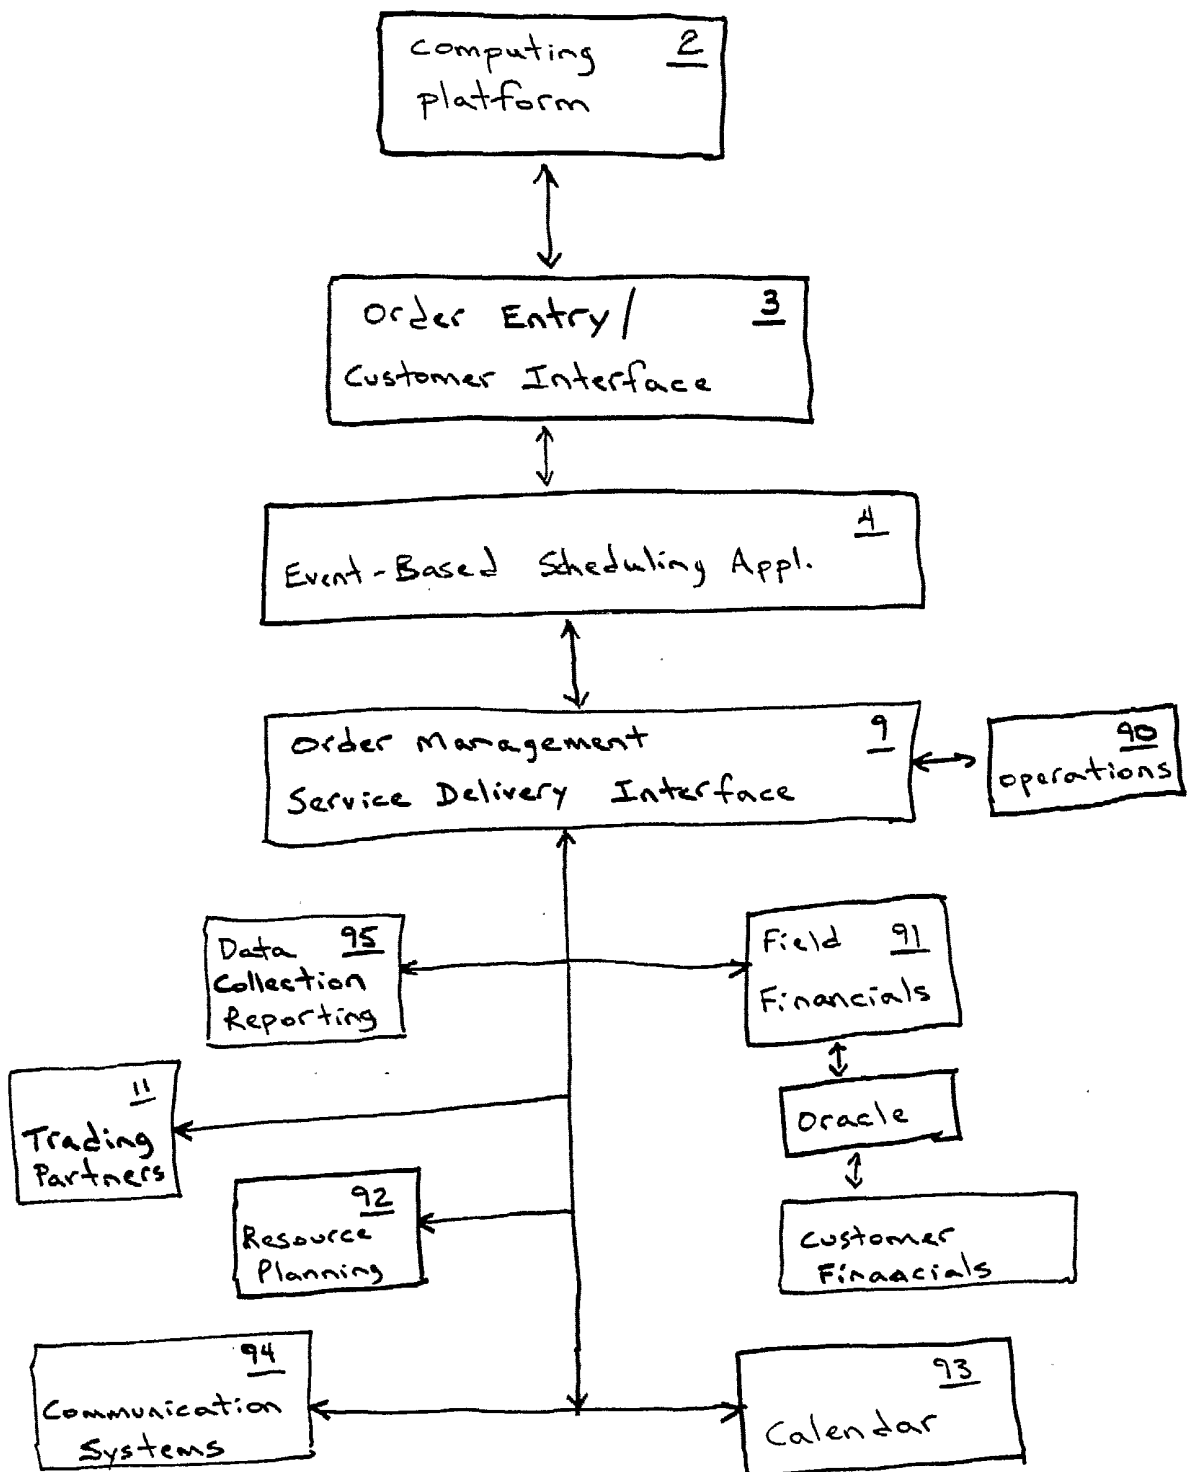 computing 2
platform
Order Entry/ 3
Customer Interface
4
Event-Based Scheduling Appl.
Order Management 9
Service Delivery Interface
90
operations
Data 95
Collection
Reporting
Field 91
Financials
11
Trading
Partners
Oracle
92
Resource
Planning
Customer
Financials
94
Communication
Systems
93
Calendar